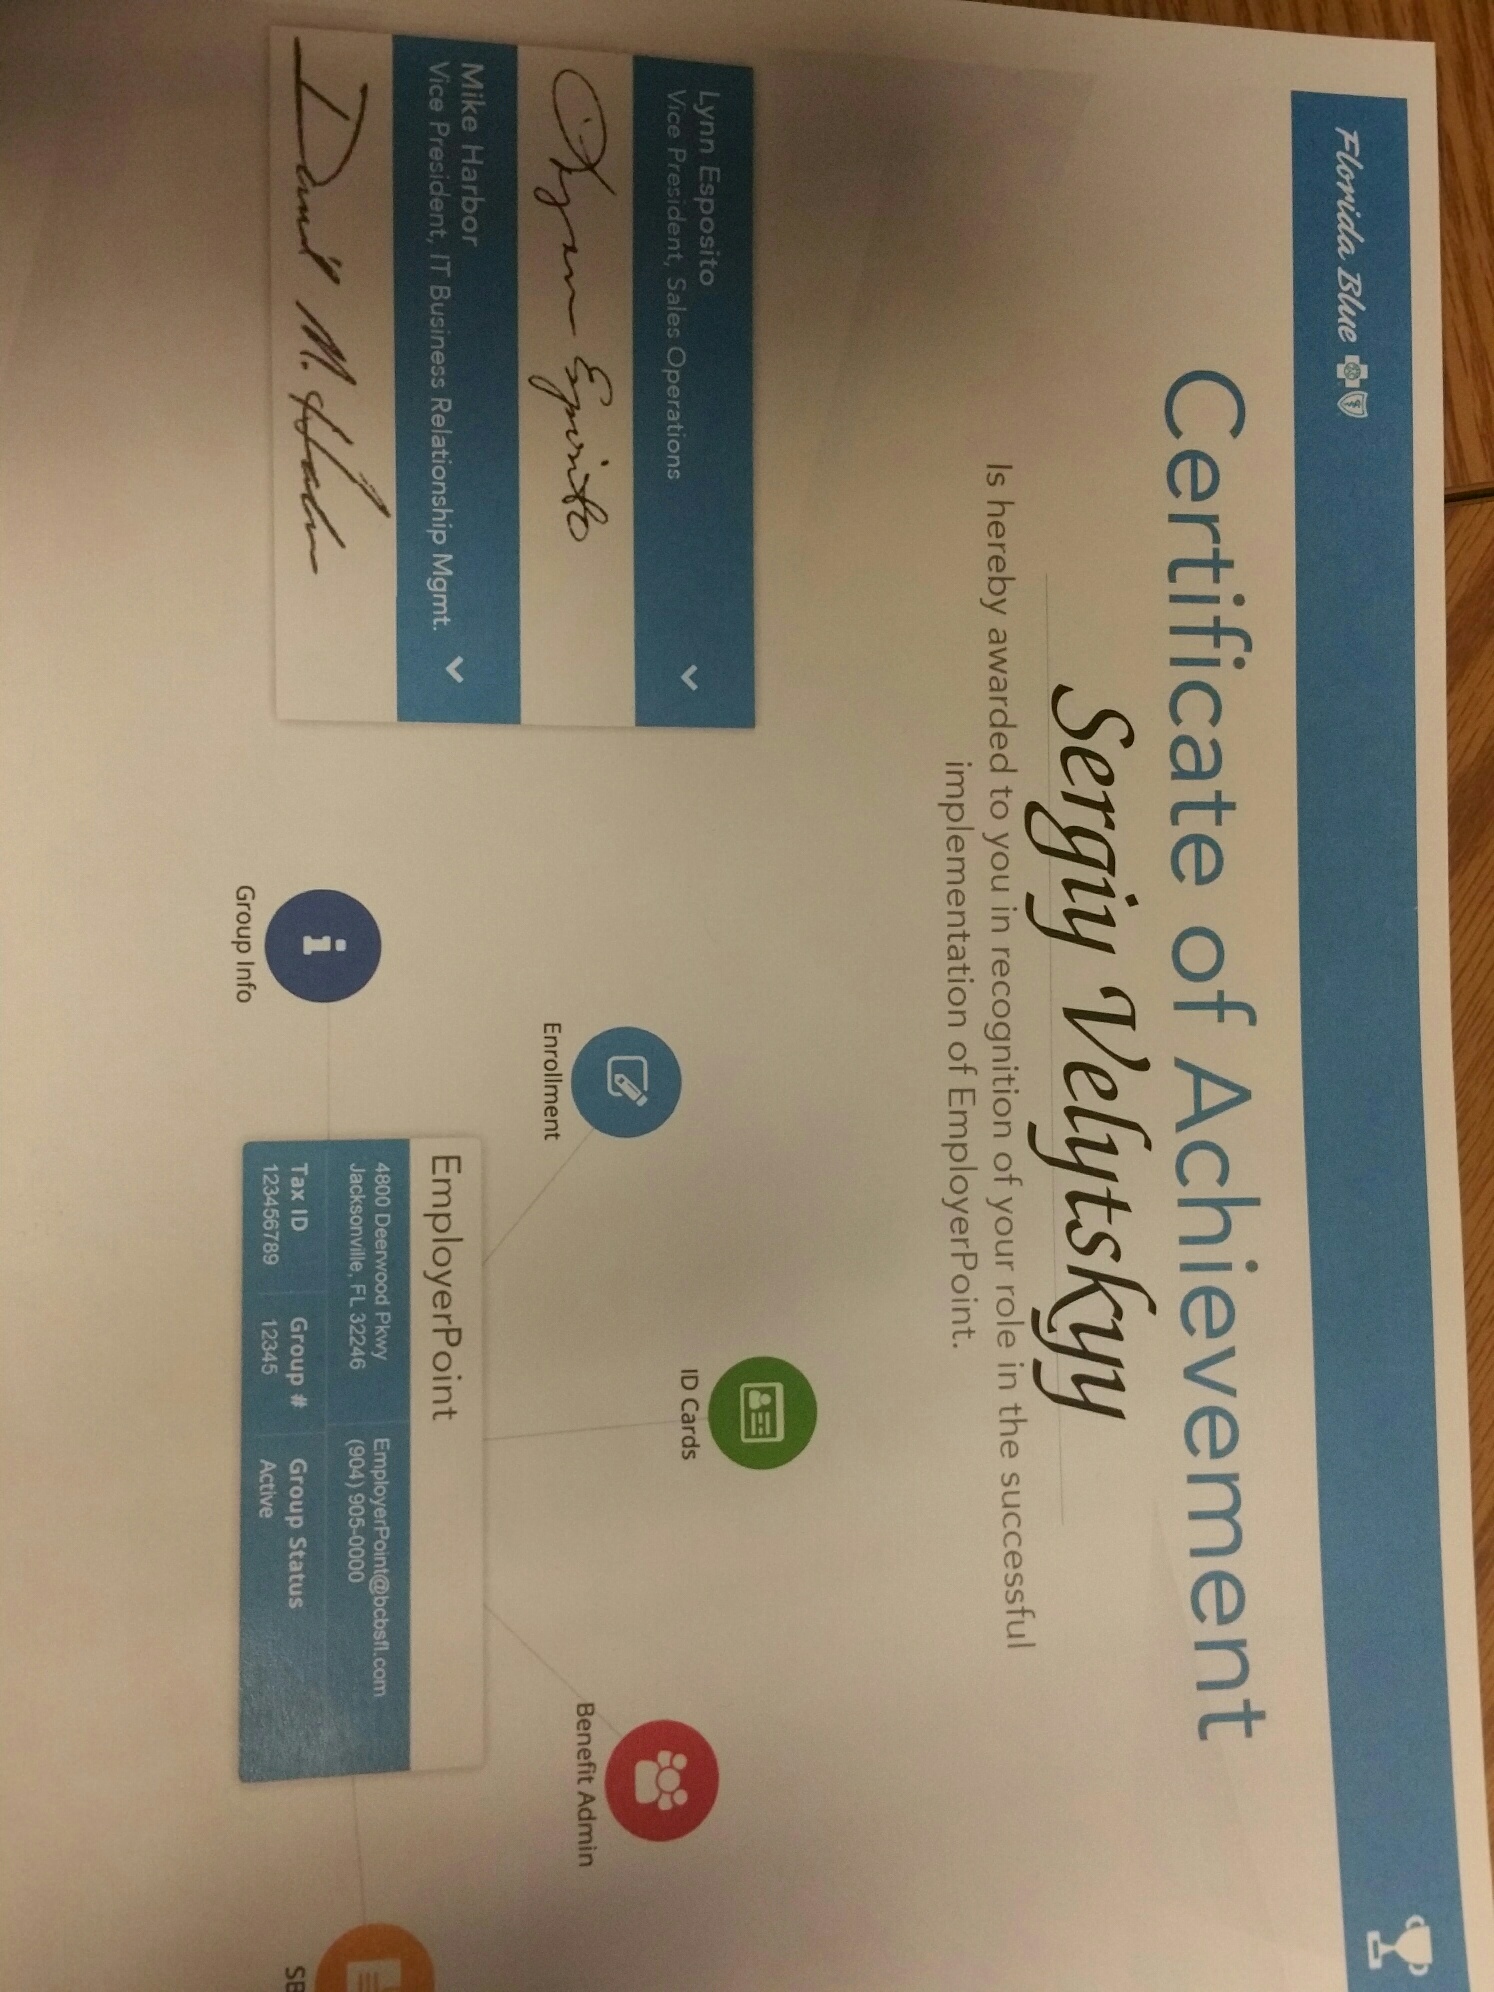 Florida Blue
Certificate of Achievement
Sergiy Velytskyy
Is hereby awarded to you in recognition of your role in the successful
implementation of EmployerPoint.
Lynn Esposito
Vice President, Sales Operations
Lynn Esposito
Mike Harbor
Vice President, IT Business Relationship Mgmt.
Group Info
Enrollment
ID Cards
Benefit Admin
SB
EmployerPoint
4800 Deerwood Pkwy
Jacksonville, FL 32246
EmployerPoint@bcbsfl.com
(904) 905-0000
Tax ID
123456789
Group #
12345
Group Status
Active